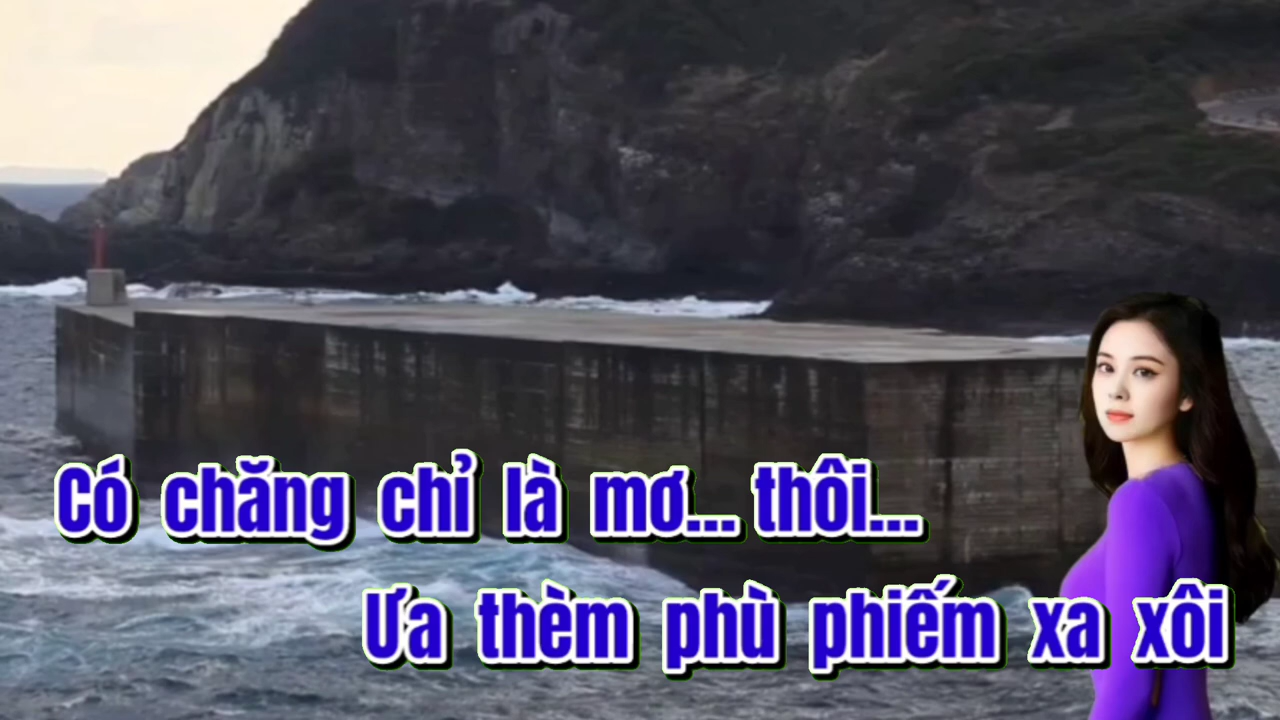 Có chăng chỉ là mơ... thôi...
Ưa thèm phù phiếm xa xôi